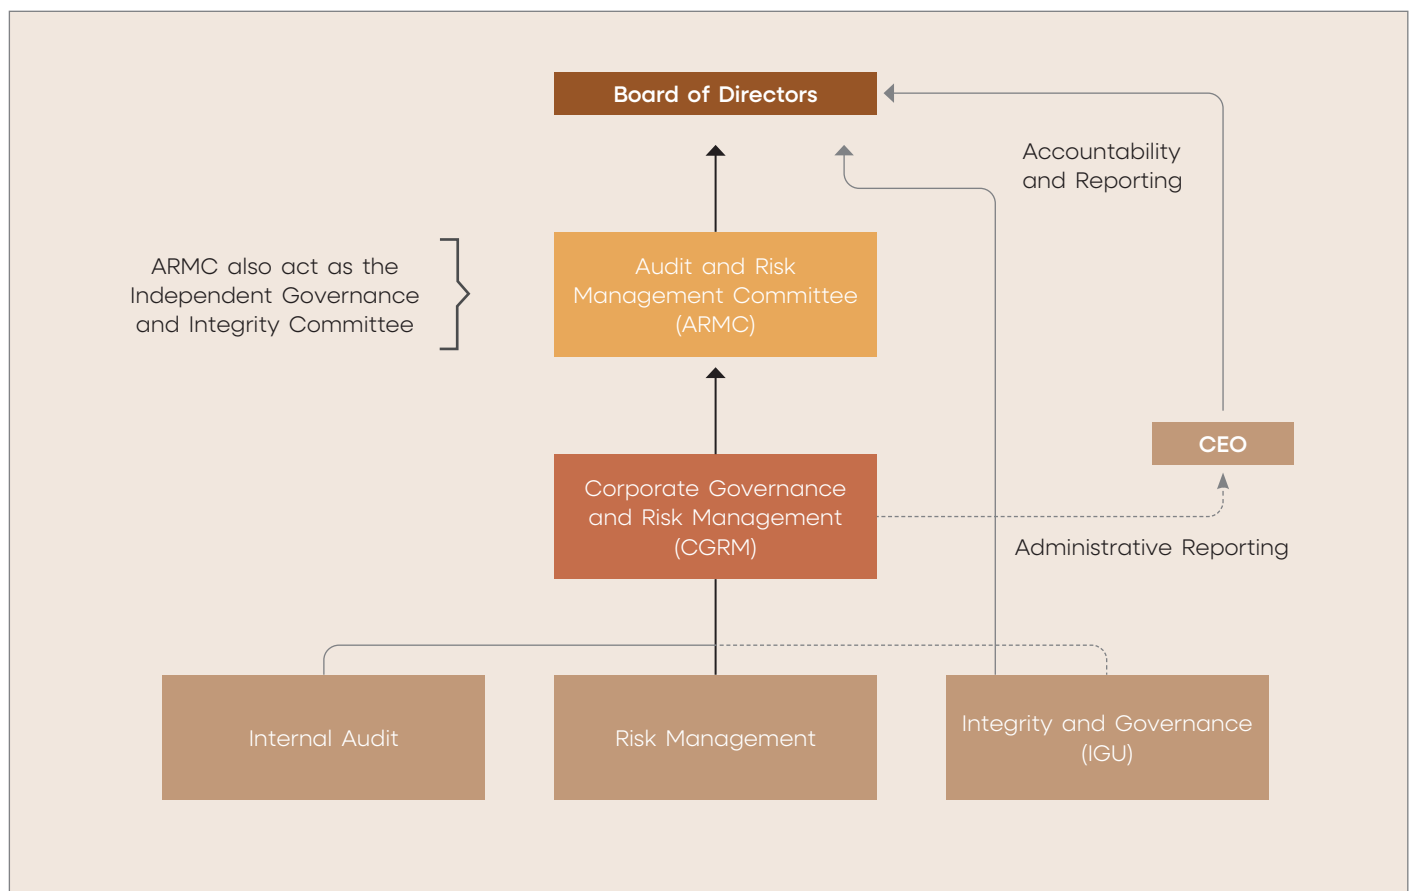 Board of Directors
Accountability
and Reporting
ARMC also act as the
Independent Governance
and Integrity Committee
Audit and Risk
Management Committee
(ARMC)
CEO
Corporate Governance
and Risk Management
(CGRM)
Administrative Reporting
Internal Audit
Risk Management
Integrity and Governance
(IGU)